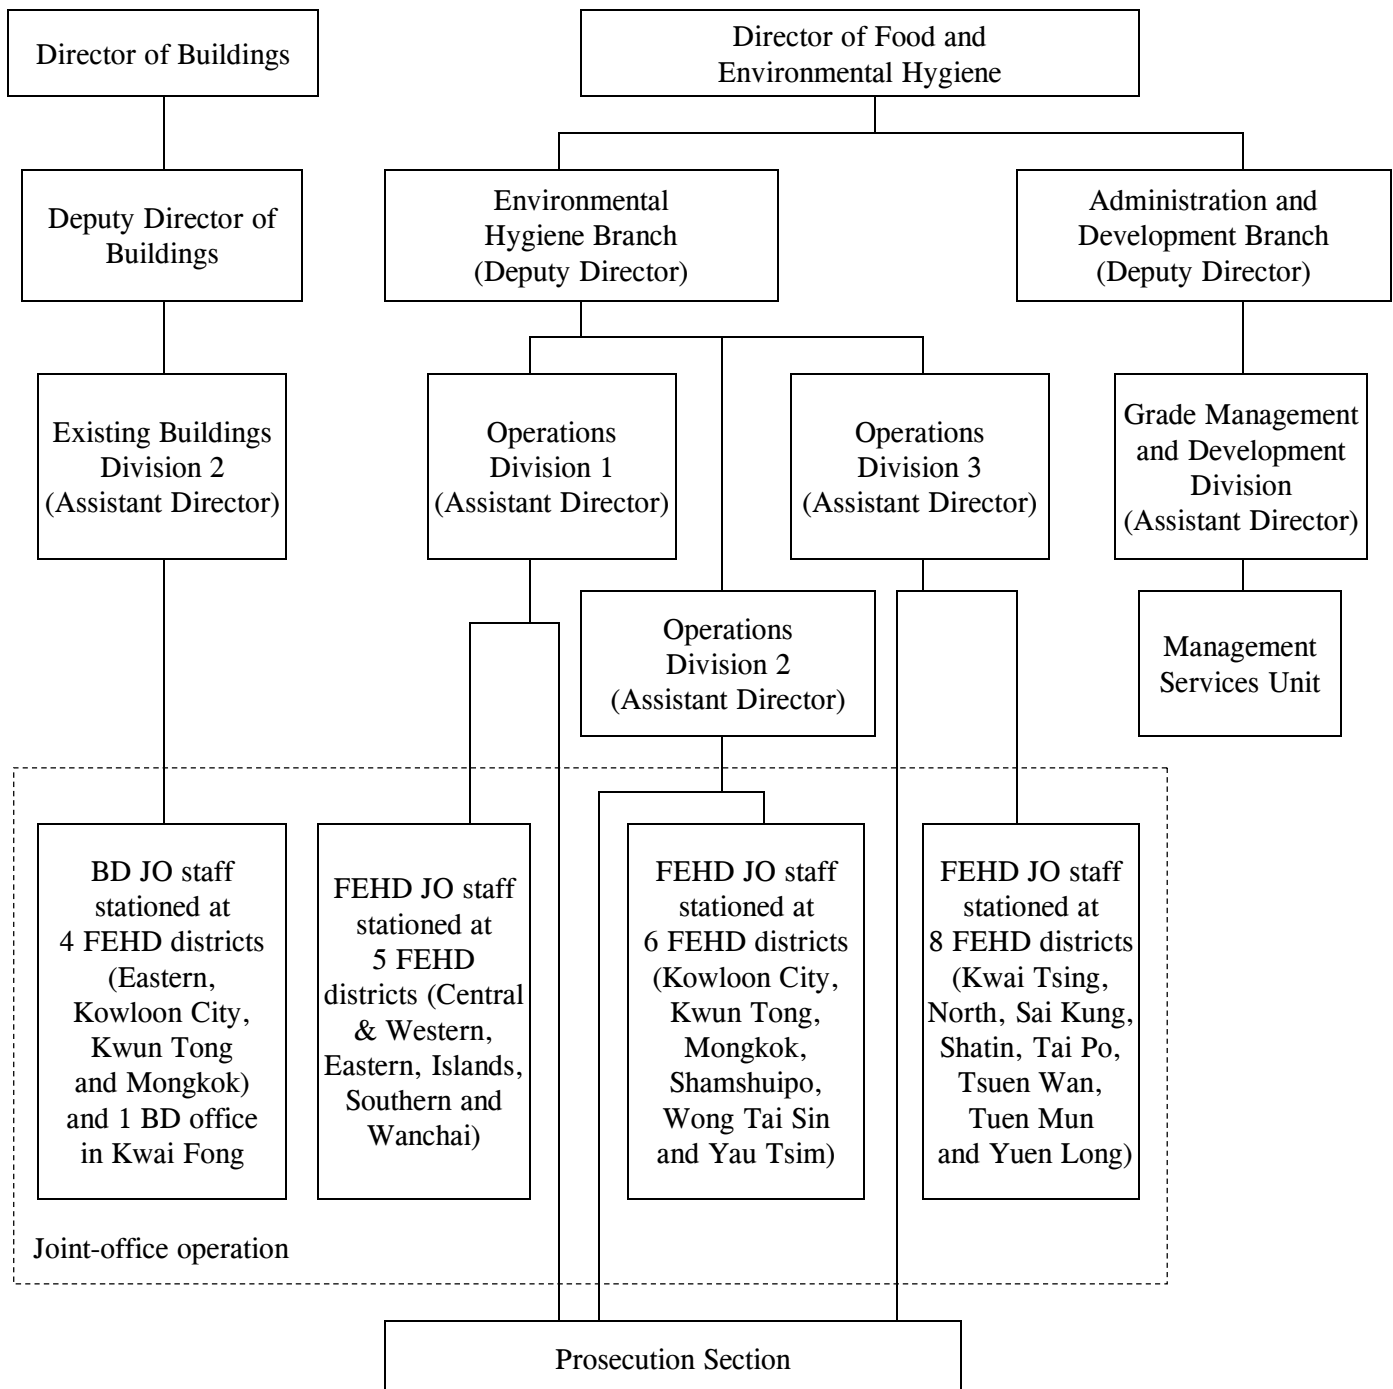 Director of Buildings
Director of Food and
Environmental Hygiene
Deputy Director of
Buildings
Environmental
Hygiene Branch
(Deputy Director)
Administration and
Development Branch
(Deputy Director)
Existing Buildings
Division 2
(Assistant Director)
Operations
Division 1
(Assistant Director)
Operations
Division 3
(Assistant Director)
Grade Management
and Development
Division
(Assistant Director)
Operations
Division 2
(Assistant Director)
Management
Services Unit
BD JO staff
stationed at
4 FEHD districts
(Eastern,
Kowloon City,
Kwun Tong
and Mongkok)
and 1 BD office
in Kwai Fong
FEHD JO staff
stationed at
5 FEHD
districts (Central
& Western,
Eastern, Islands,
Southern and
Wanchai)
FEHD JO staff
stationed at
6 FEHD districts
(Kowloon City,
Kwun Tong,
Mongkok,
Shamshuipo,
Wong Tai Sin
and Yau Tsim)
FEHD JO staff
stationed at
8 FEHD districts
(Kwai Tsing,
North, Sai Kung,
Shatin, Tai Po,
Tsuen Wan,
Tuen Mun
and Yuen Long)
Joint-office operation
Prosecution Section